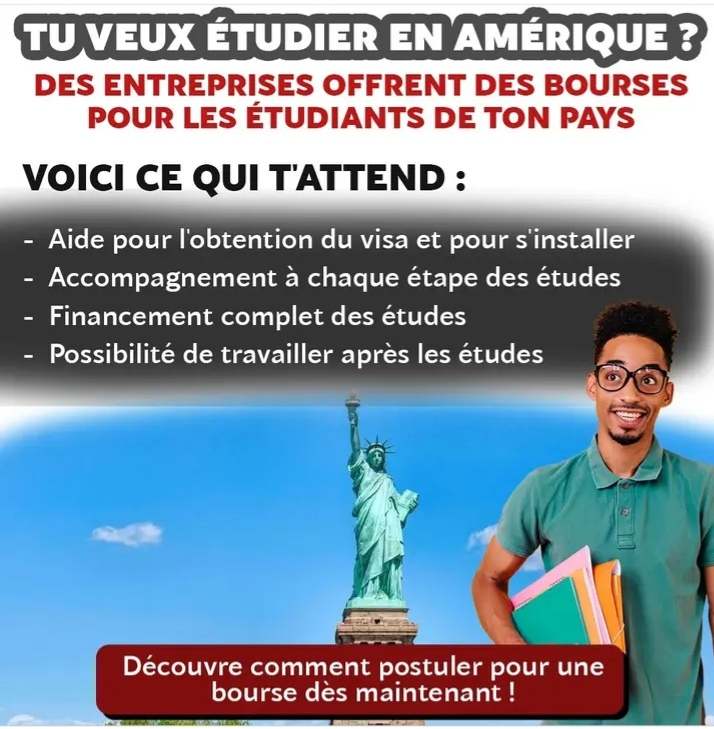 TU VEUX ÉTUDIER EN AMÉRIQUE ?
DES ENTREPRISES OFFRENT DES BOURSES
POUR LES ÉTUDIANTS DE TON PAYS
VOICI CE QUI T'ATTEND :
- Aide pour l'obtention du visa et pour s'installer
- Accompagnement à chaque étape des études
- Financement complet des études
- Possibilité de travailler après les études
Découvre comment postuler pour une
bourse dès maintenant !